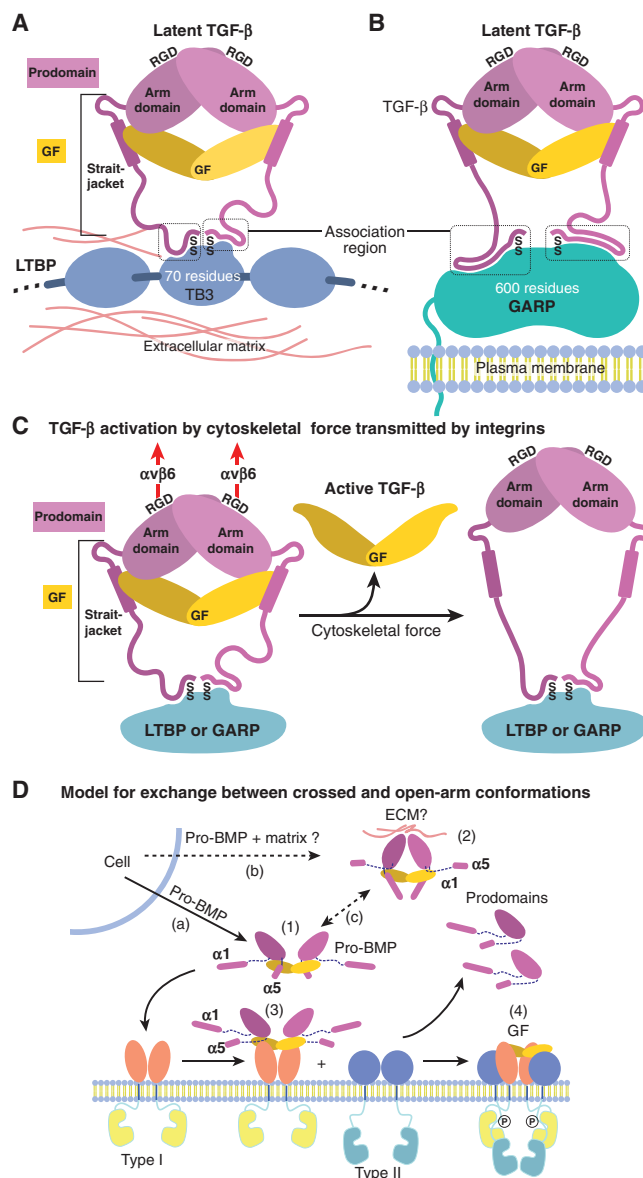 A
Latent TGF-β
RGD
RGD
Prodomain
Arm
domain
Arm
domain
GF
GF
Strait-
jacket
S
S
S
S
Association
region
LTBP
70 residues
TB3
Extracellular matrix
B
Latent TGF-β
RGD
RGD
TGF-β
Arm
domain
Arm
domain
GF
S
S
S
S
600 residues
GARP
Plasma membrane
C
TGF-β activation by cytoskeletal force transmitted by integrins
αvβ6
αvβ6
RGD
RGD
Prodomain
Arm
domain
Arm
domain
GF
GF
Strait-
jacket
S
S
S
S
LTBP or GARP
Active TGF-β
GF
Cytoskeletal force
RGD
RGD
Arm
domain
Arm
domain
S
S
S
S
LTBP or GARP
D
Model for exchange between crossed and open-arm conformations
ECM?
(2)
Pro-BMP + matrix ?
(b)
α5
α1
Cell
Pro-BMP
(a)
(c)
Prodomains
(1)
Pro-BMP
α1
α5
α1
(3)
α5
(4)
GF
+
P
P
Type I
Type II